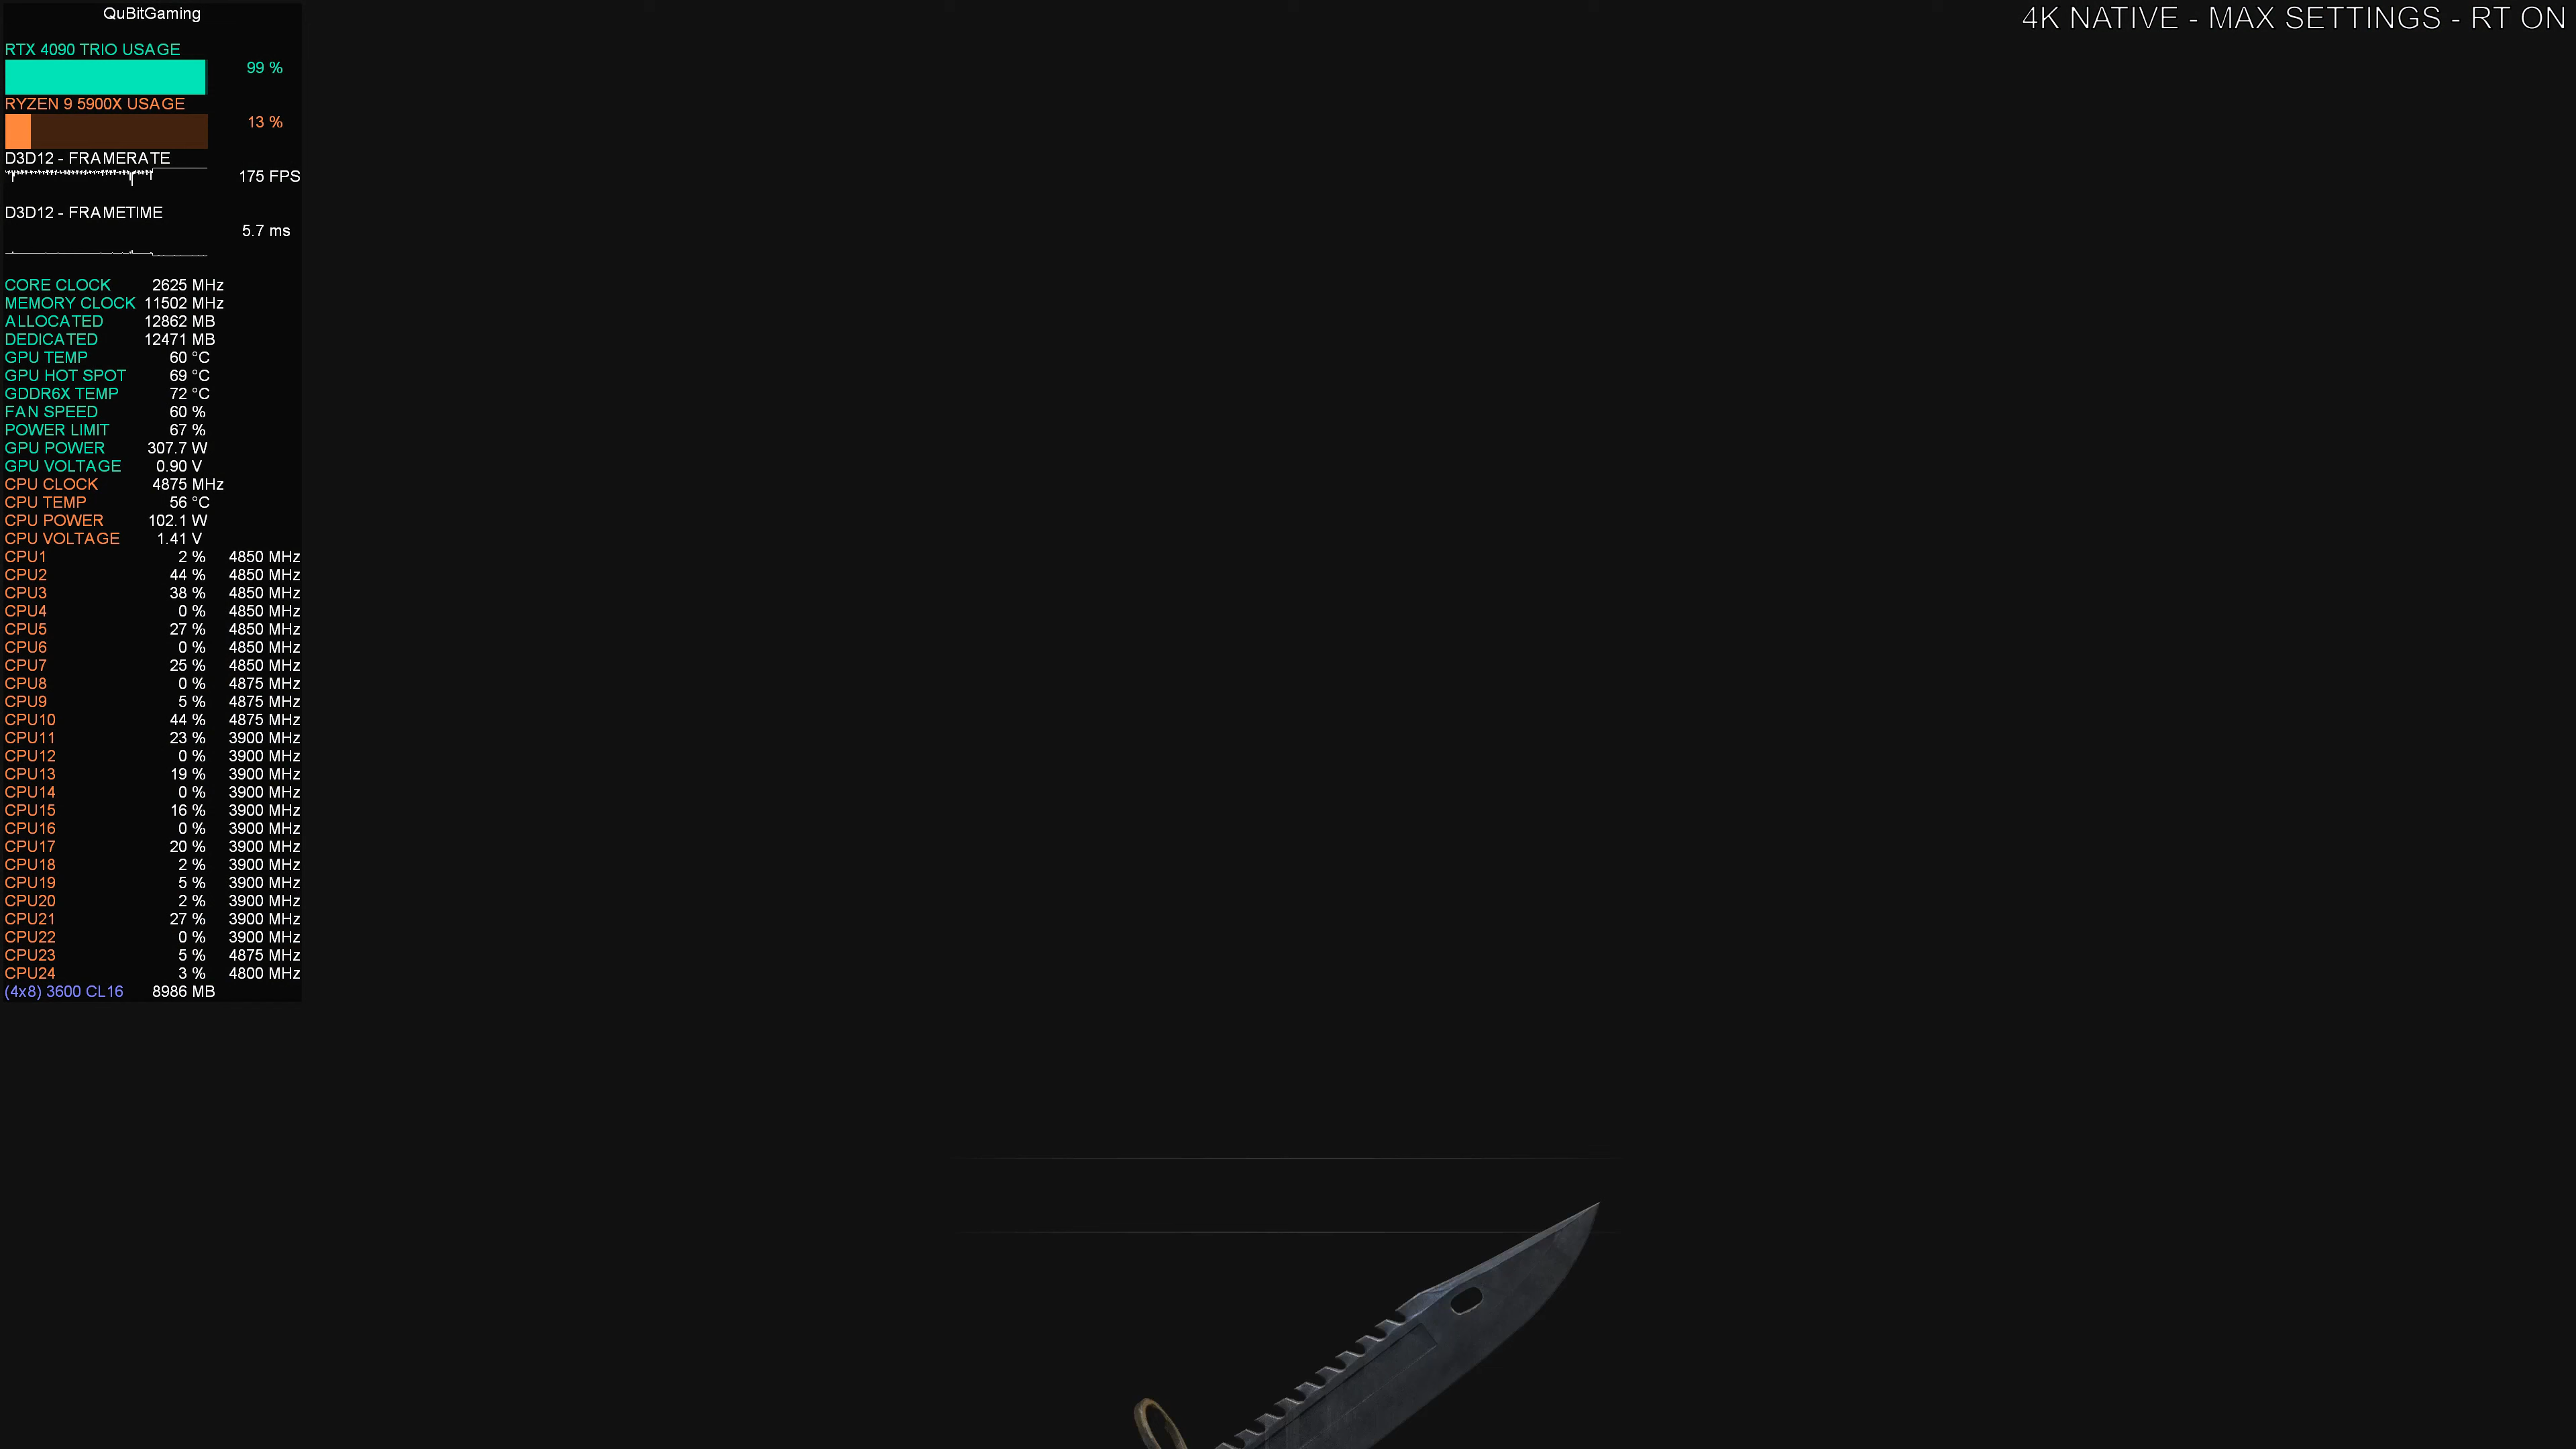 QuBitGaming
4K NATIVE - MAX SETTINGS - RT ON
RTX 4090 TRIO USAGE
99 %
RYZEN 9 5900X USAGE
13 %
D3D12 - FRAMERATE
175 FPS
D3D12 - FRAMETIME
5.7 ms
CORE CLOCK 2625 MHz
MEMORY CLOCK 11502 MHz
ALLOCATED 12862 MB
DEDICATED 12471 MB
GPU TEMP 60 °C
GPU HOT SPOT 69 °C
GDDR6X TEMP 72 °C
FAN SPEED 60 %
POWER LIMIT 67 %
GPU POWER 307.7 W
GPU VOLTAGE 0.90 V
CPU CLOCK 4875 MHz
CPU TEMP 56 °C
CPU POWER 102.1 W
CPU VOLTAGE 1.41 V
CPU1 2 % 4850 MHz
CPU2 44 % 4850 MHz
CPU3 38 % 4850 MHz
CPU4 0 % 4850 MHz
CPU5 27 % 4850 MHz
CPU6 0 % 4850 MHz
CPU7 25 % 4850 MHz
CPU8 0 % 4875 MHz
CPU9 5 % 4875 MHz
CPU10 44 % 4875 MHz
CPU11 23 % 3900 MHz
CPU12 0 % 3900 MHz
CPU13 19 % 3900 MHz
CPU14 0 % 3900 MHz
CPU15 16 % 3900 MHz
CPU16 0 % 3900 MHz
CPU17 20 % 3900 MHz
CPU18 2 % 3900 MHz
CPU19 5 % 3900 MHz
CPU20 2 % 3900 MHz
CPU21 27 % 3900 MHz
CPU22 0 % 3900 MHz
CPU23 5 % 4875 MHz
CPU24 3 % 4800 MHz
(4x8) 3600 CL16 8986 MB